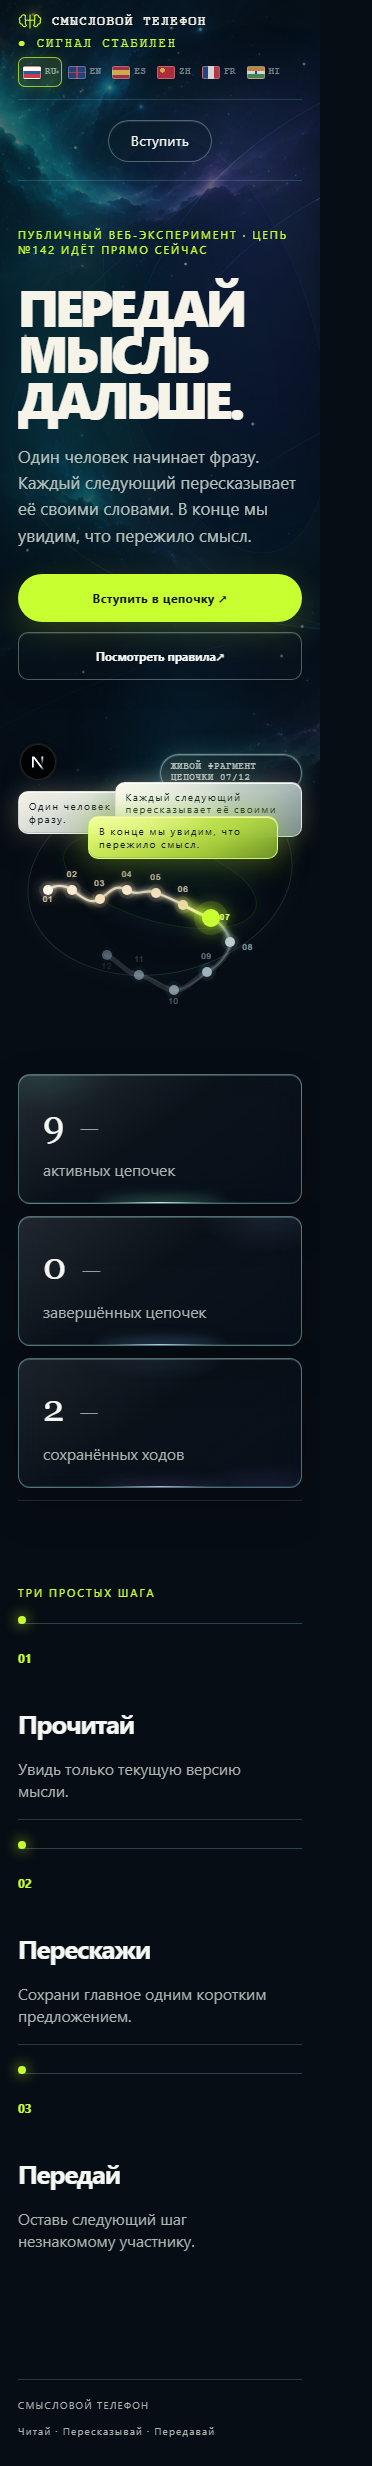 СМЫСЛОВОЙ ТЕЛЕФОН
СИГНАЛ СТАБИЛЕН
RU EN ES ZH FR HI
Вступить
ПУБЛИЧНЫЙ ВЕБ-ЭКСПЕРИМЕНТ · ЦЕПЬ
№142 ИДЁТ ПРЯМО СЕЙЧАС
ПЕРЕДАЙ
МЫСЛЬ
ДАЛЬШЕ.
Один человек начинает фразу.
Каждый следующий пересказывает
её своими словами. В конце мы
увидим, что пережило смысл.
Вступить в цепочку ↗
Посмотреть правила↗
N
ЖИВОЙ ФРАГМЕНТ
ЦЕПОЧКИ 07/12
Один человек
фразу.
Каждый следующий
пересказывает её своими
В конце мы увидим, что
пережило смысл.
01
02
03
04
05
06
07
08
09
10
11
12
9 —
активных цепочек
0 —
завершённых цепочек
2 —
сохранённых ходов
ТРИ ПРОСТЫХ ШАГА
01
Прочитай
Увидь только текущую версию
мысли.
02
Перескажи
Сохрани главное одним коротким
предложением.
03
Передай
Оставь следующий шаг
незнакомому участнику.
СМЫСЛОВОЙ ТЕЛЕФОН
Читай · Пересказывай · Передавай